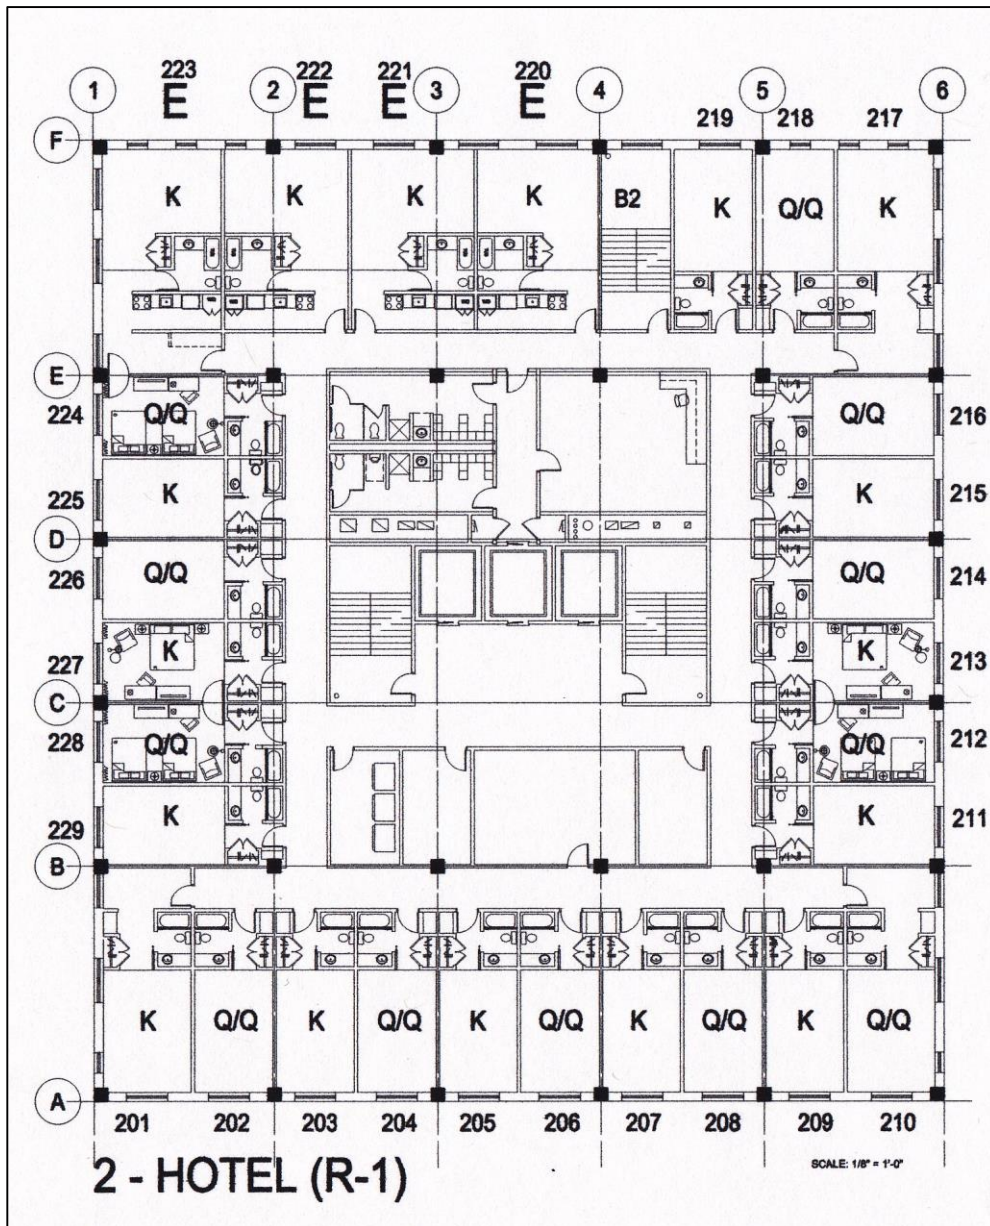 223 222 221 220
1 E 2 E E 3 E 4 5 6
219 218 217
F
K K K K B2 K Q/Q K
E
224 Q/Q Q/Q 216
225 K K 215
D
226 Q/Q Q/Q 214
227 K K 213
C
228 Q/Q Q/Q 212
229 K K 211
B
K Q/Q K Q/Q K Q/Q K Q/Q K Q/Q
A
201 202 203 204 205 206 207 208 209 210
2 - HOTEL (R-1)
SCALE: 1/8" = 1'-0"